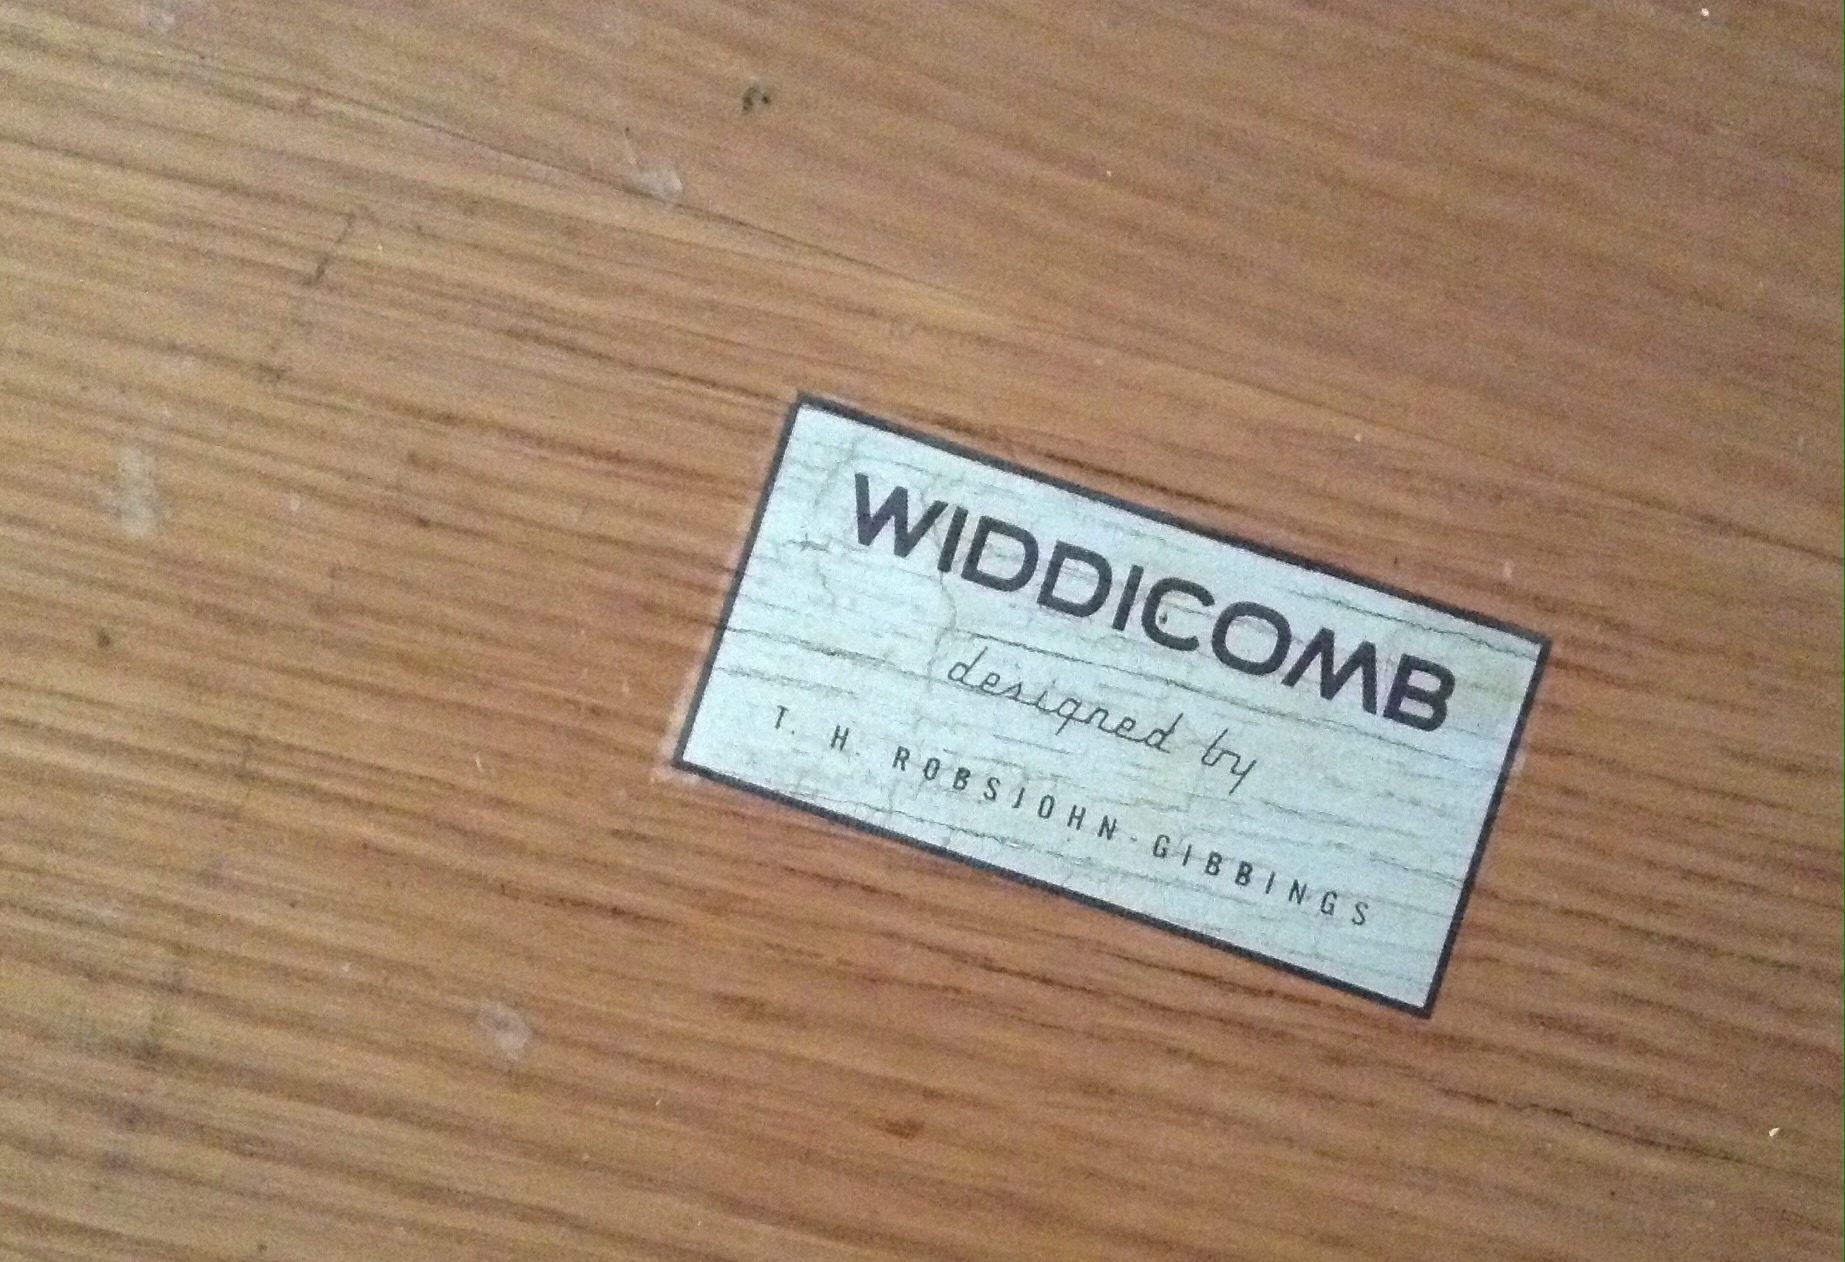 WIDDICOMB
designed by
T. H. ROBSJOHN-GIBBINGS